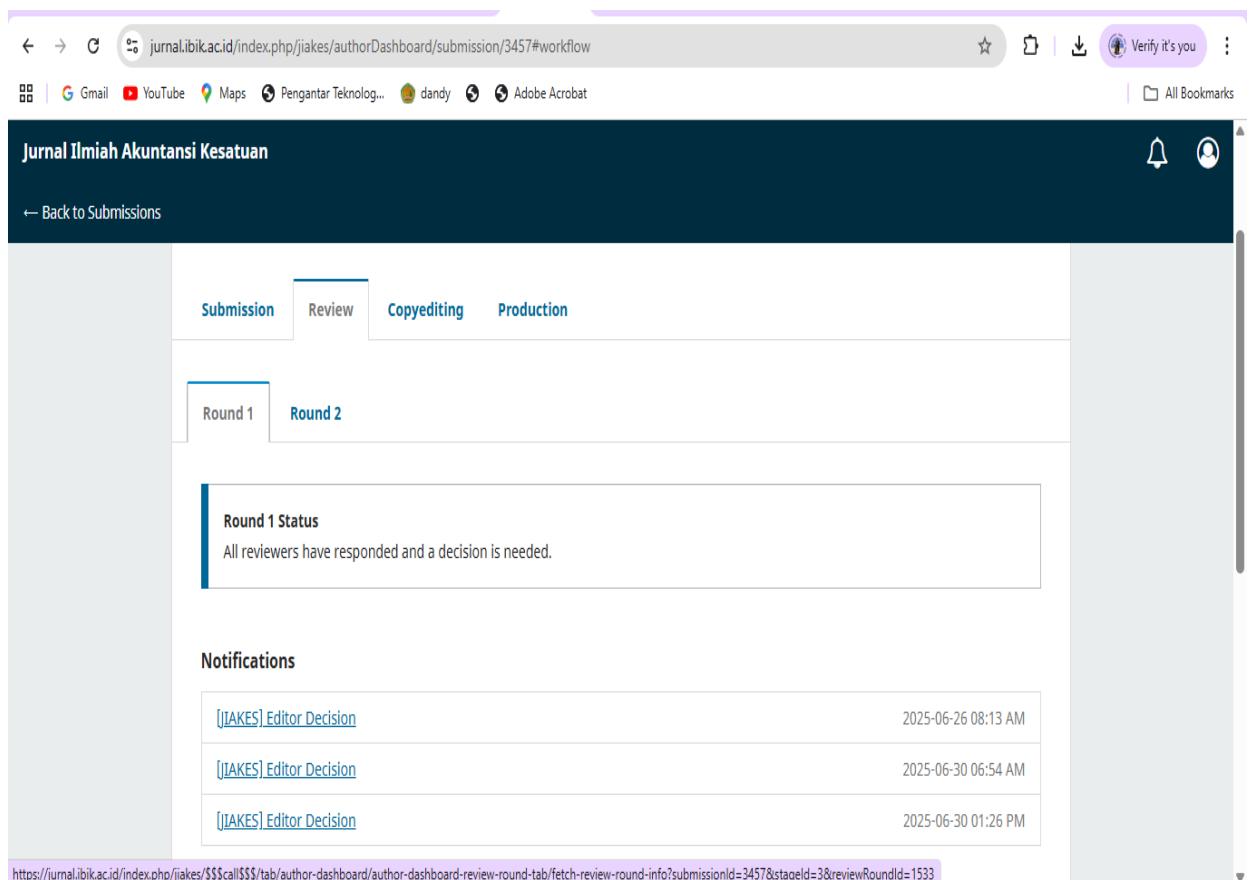 jurnal.ibik.ac.id/index.php/jiakes/authorDashboard/submission/3457#workflow
Verify it's you
Gmail YouTube Maps Pengantar Teknolog... dandy Adobe Acrobat All Bookmarks
Jurnal Ilmiah Akuntansi Kesatuan
← Back to Submissions
Submission Review Copyediting Production
Round 1 Round 2
Round 1 Status
All reviewers have responded and a decision is needed.
Notifications
[JIAKES] Editor Decision 2025-06-26 08:13 AM
[JIAKES] Editor Decision 2025-06-30 06:54 AM
[JIAKES] Editor Decision 2025-06-30 01:26 PM
https://jurnal.ibik.ac.id/index.php/jiakes/$$$call$$$/tab/author-dashboard/author-dashboard-review-round-tab/fetch-review-round-info?submissionId=3457&stageId=3&reviewRoundId=1533